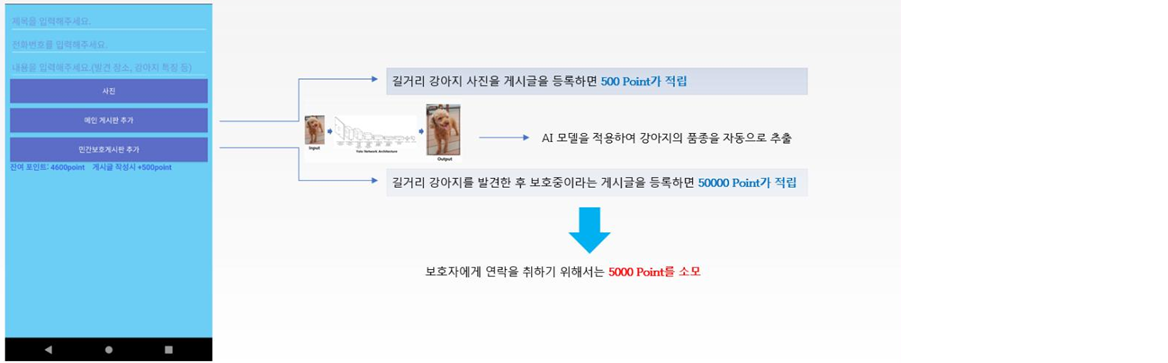 제목을 입력해주세요.
전화번호를 입력해주세요.
내용을 입력해주세요.(발견 장소, 강아지 특징 등)
사진
메인 게시판 추가
민간보호게시판 추가
잔여 포인트: 4600point 게시글 작성시 +500point
길거리 강아지 사진을 게시글을 등록하면 500 Point가 적립
Input
Yolo Network Architecture
Output
AI 모델을 적용하여 강아지의 품종을 자동으로 추출
길거리 강아지를 발견한 후 보호중이라는 게시글을 등록하면 50000 Point가 적립
보호자에게 연락을 취하기 위해서는 5000 Point를 소모